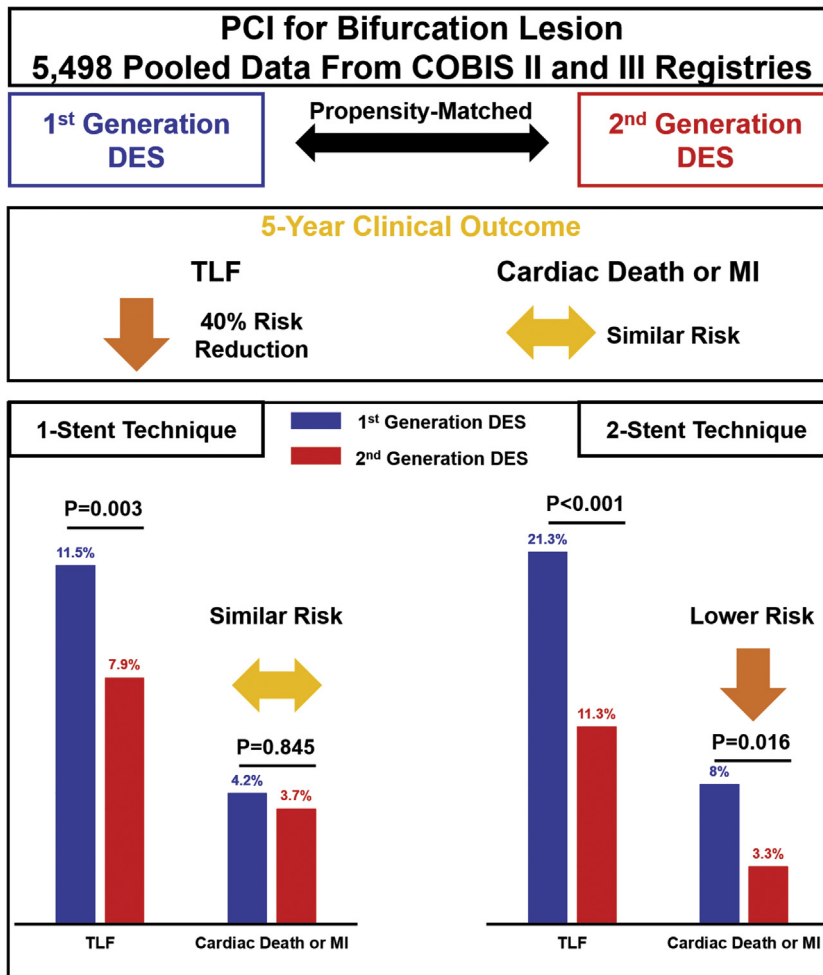 PCI for Bifurcation Lesion
5,498 Pooled Data From COBIS II and III Registries
1st Generation
DES
Propensity-Matched
2nd Generation
DES
5-Year Clinical Outcome
TLF
40% Risk
Reduction
Cardiac Death or MI
Similar Risk
1-Stent Technique
1st Generation DES
2nd Generation DES
2-Stent Technique
P=0.003
11.5%
7.9%
Similar Risk
P=0.845
4.2%
3.7%
TLF
Cardiac Death or MI
P<0.001
21.3%
11.3%
Lower Risk
P=0.016
8%
3.3%
TLF
Cardiac Death or MI